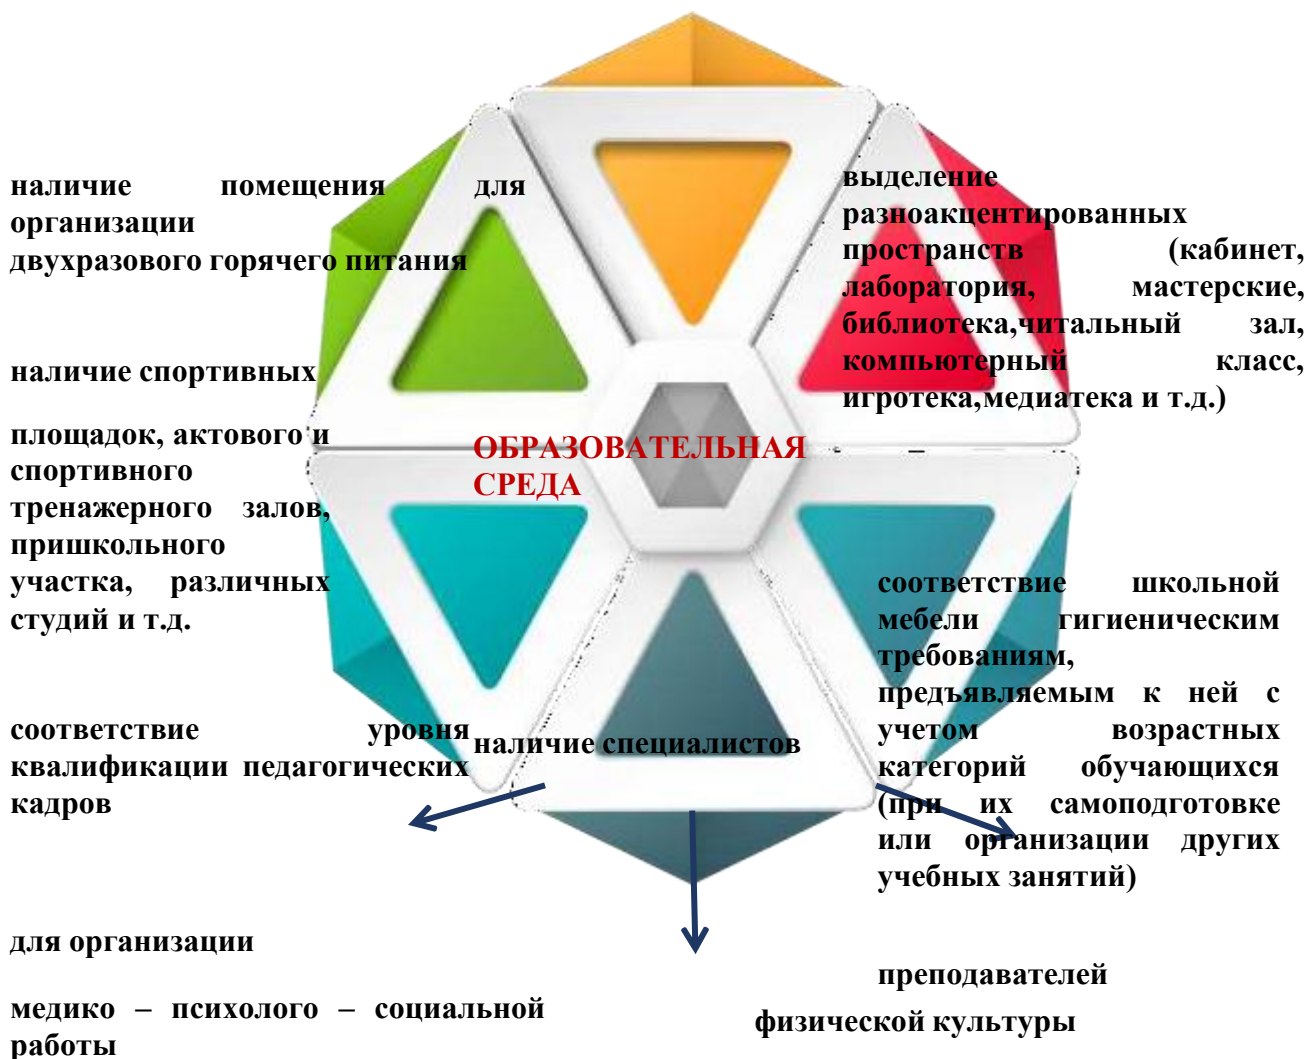 наличие помещения для
организации
двухразового горячего питания
выделение
разноакцентированных
пространств (кабинет,
лаборатория, мастерские,
библиотека,читальный зал,
компьютерный класс,
игротека,медиатека и т.д.)
наличие спортивных
площадок, актового и
спортивного
тренажерного залов,
пришкольного
участка, различных
студий и т.д.
ОБРАЗОВАТЕЛЬНАЯ
СРЕДА
соответствие школьной
мебели гигиеническим
требованиям,
предъявляемым к ней с
учетом возрастных
категорий обучающихся
(при их самоподготовке
или организации других
учебных занятий)
соответствие уровня
квалификации педагогических
кадров
наличие специалистов
для организации
медико – психолого – социальной
работы
преподавателей
физической культуры